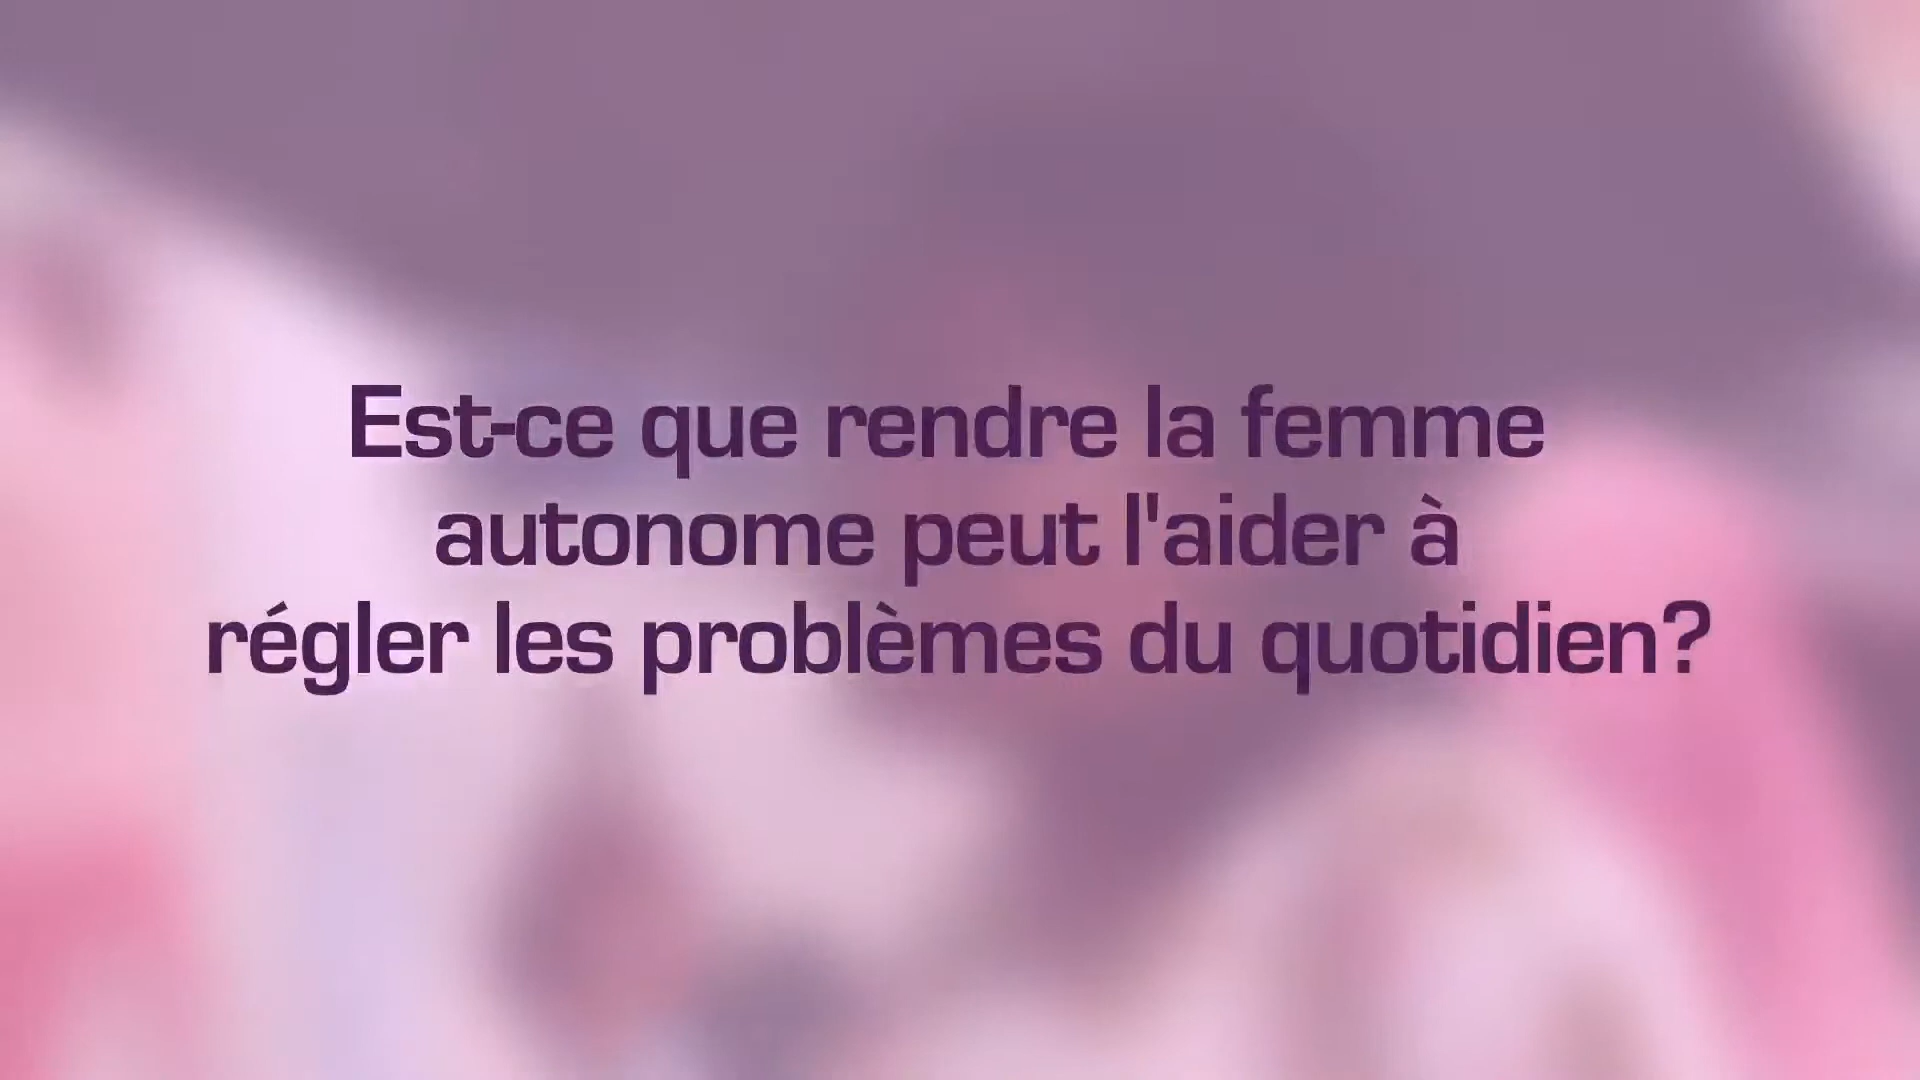 Est-ce que rendre la femme
autonome peut l'aider à
régler les problèmes du quotidien?